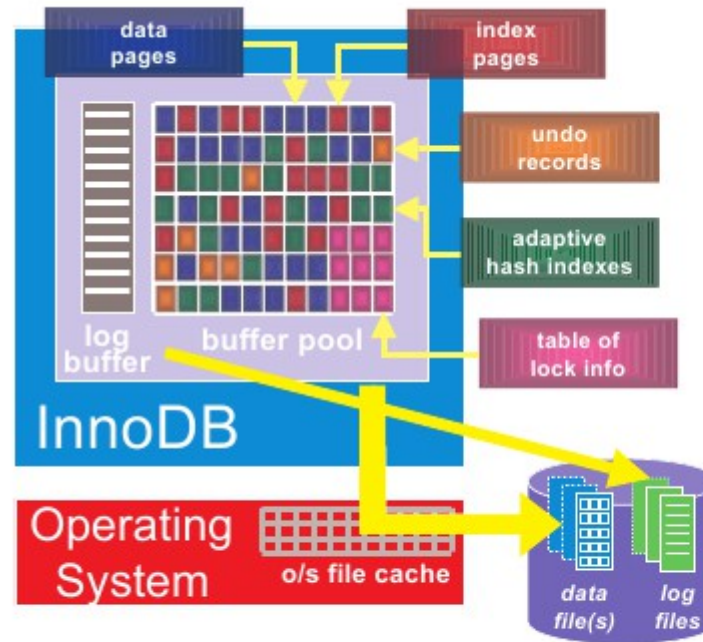 data
pages
index
pages
undo
records
adaptive
hash indexes
table of
lock info
log
buffer
buffer pool
InnoDB
Operating
System
o/s file cache
data
file(s)
log
files